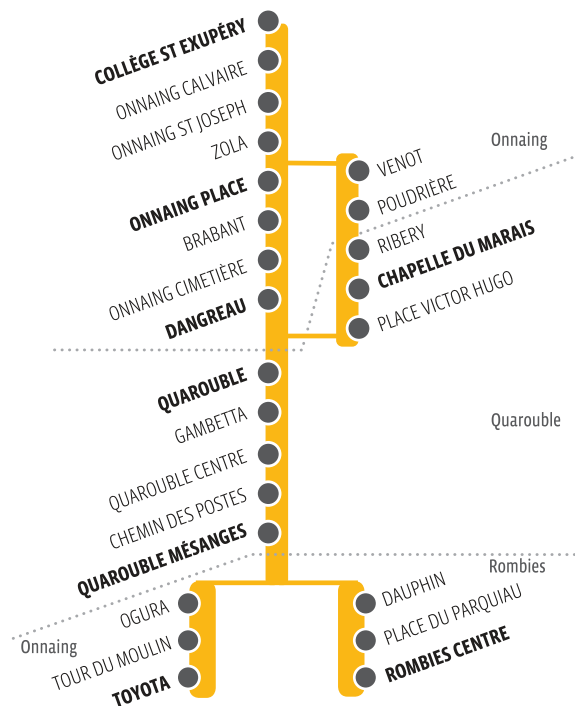 COLLÈGE ST EXUPÉRY
ONNAING CALVAIRE
ONNAING ST JOSEPH
ZOLA
ONNAING PLACE
BRABANT
ONNAING CIMETIÈRE
DANGREAU
Onnaing
VENOT
POUDRIÈRE
RIBERY
CHAPELLE DU MARAIS
PLACE VICTOR HUGO
QUAROUBLE
GAMBETTA
QUAROUBLE CENTRE
CHEMIN DES POSTES
QUAROUBLE MÉSANGES
Quarouble
Rombies
Onnaing
OGURA
TOUR DU MOULIN
TOYOTA
DAUPHIN
PLACE DU PARQUIAU
ROMBIES CENTRE